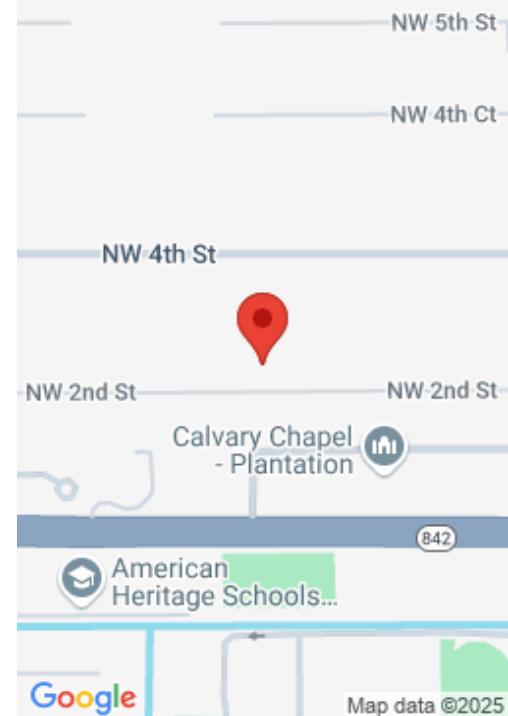 NW 5th St
NW 4th Ct
NW 4th St
NW 2nd St
NW 2nd St
Calvary Chapel
- Plantation
842
American
Heritage Schools...
Google
Map data ©2025